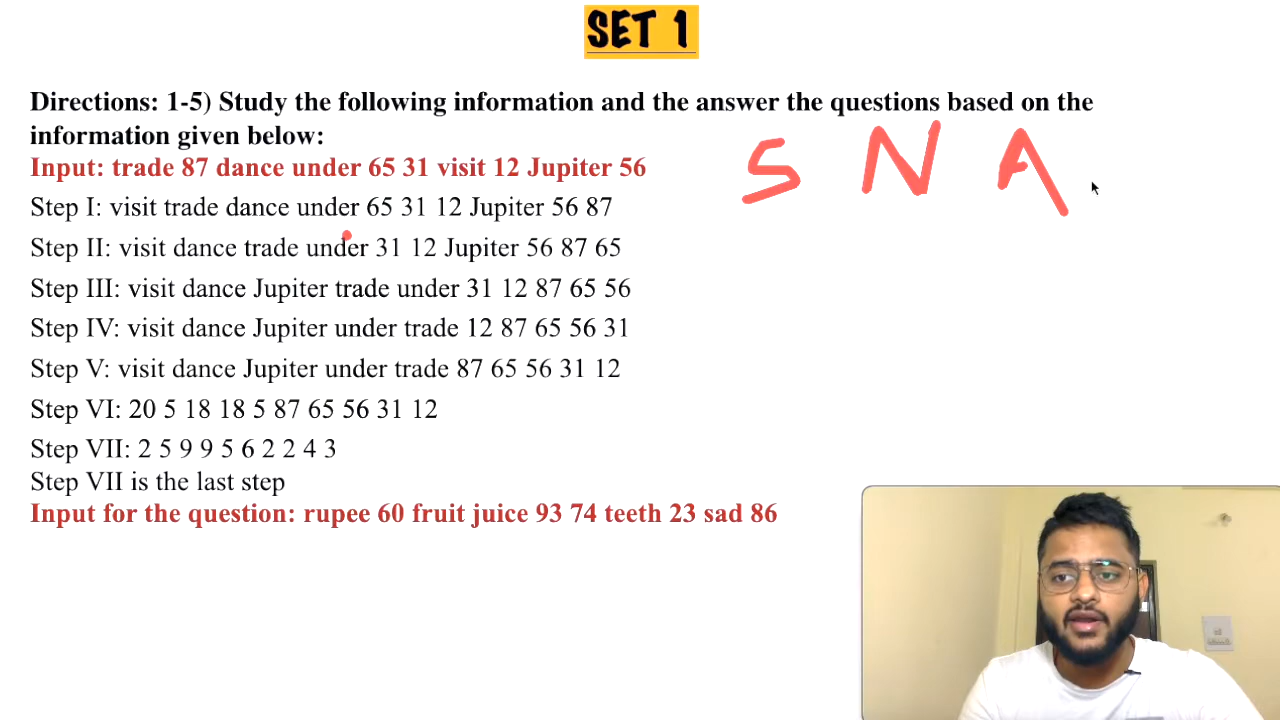 SET 1
Directions: 1-5) Study the following information and the answer the questions based on the
information given below:
Input: trade 87 dance under 65 31 visit 12 Jupiter 56
S N A
Step I: visit trade dance under 65 31 12 Jupiter 56 87
Step II: visit dance trade under 31 12 Jupiter 56 87 65
Step III: visit dance Jupiter trade under 31 12 87 65 56
Step IV: visit dance Jupiter under trade 12 87 65 56 31
Step V: visit dance Jupiter under trade 87 65 56 31 12
Step VI: 20 5 18 18 5 87 65 56 31 12
Step VII: 2 5 9 9 5 6 2 2 4 3
Step VII is the last step
Input for the question: rupee 60 fruit juice 93 74 teeth 23 sad 86